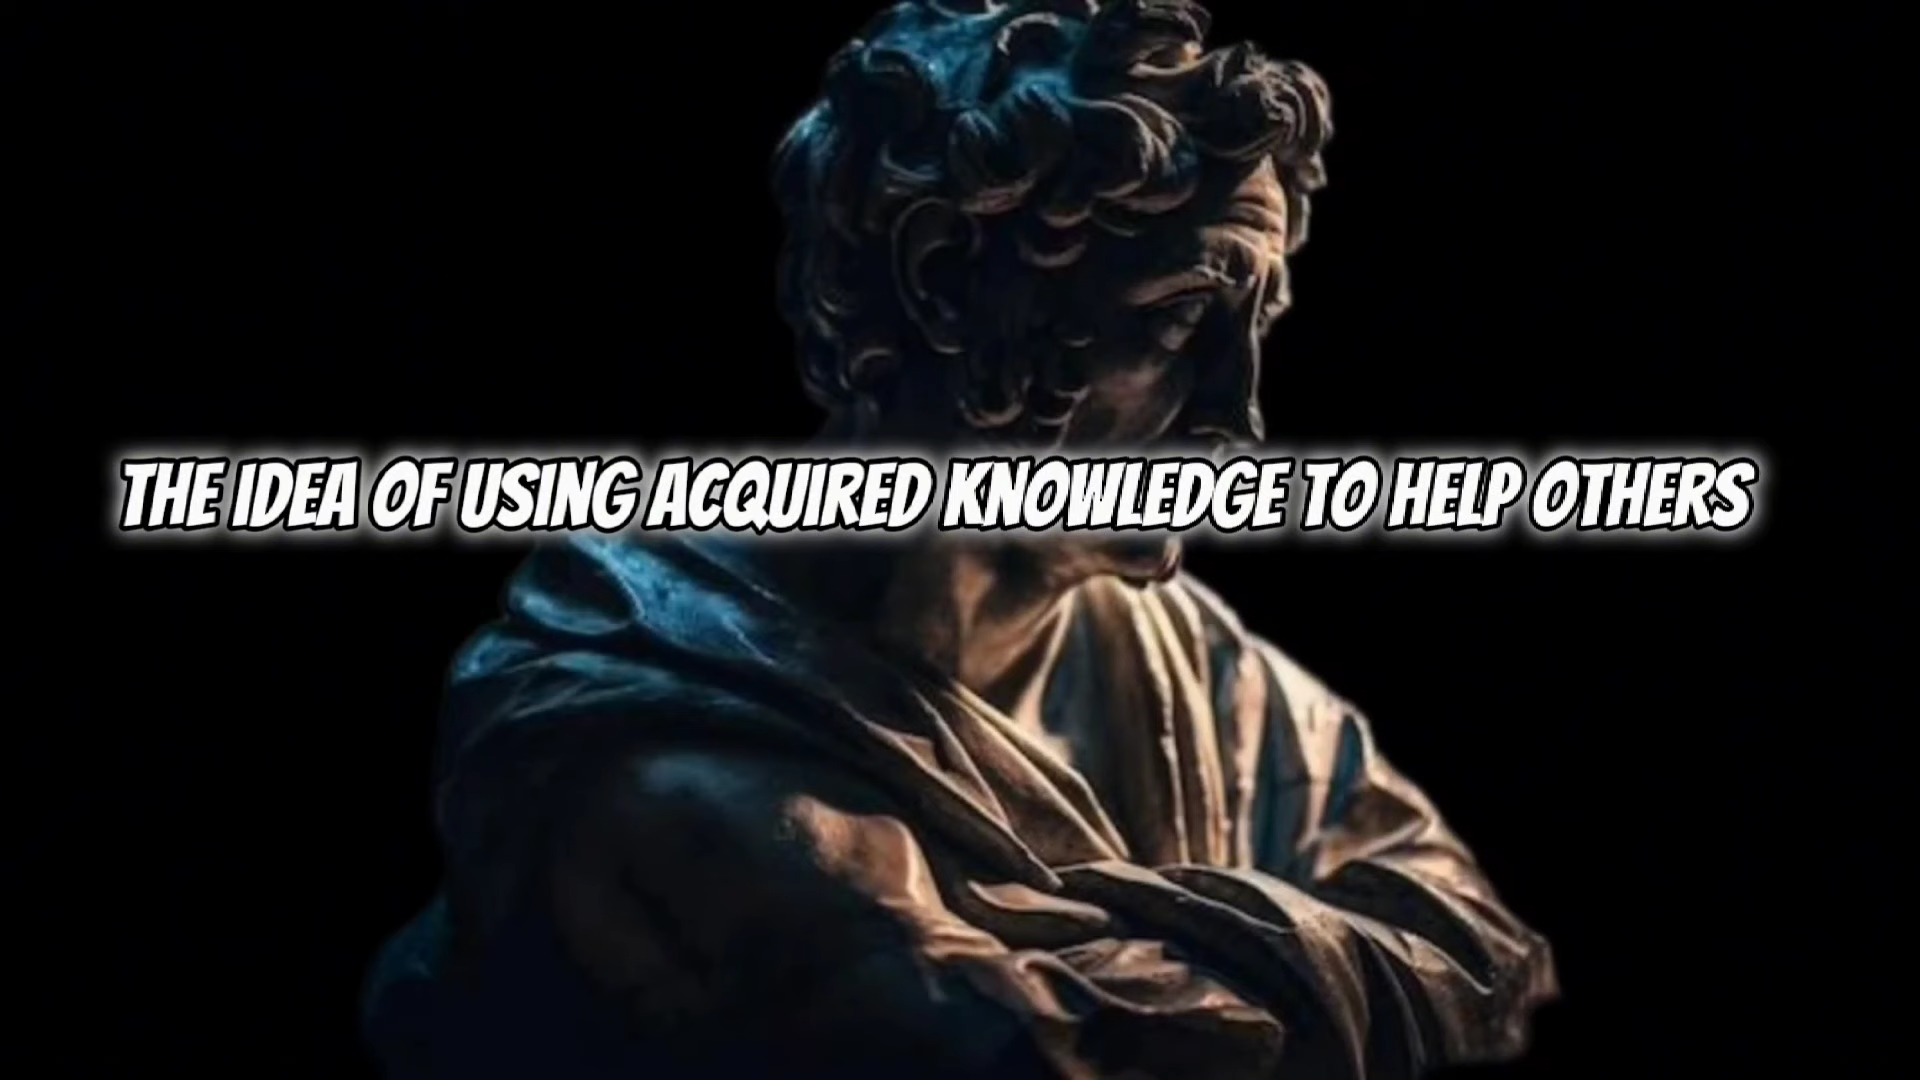 THE IDEA OF USING ACQUIRED KNOWLEDGE TO HELP OTHERS